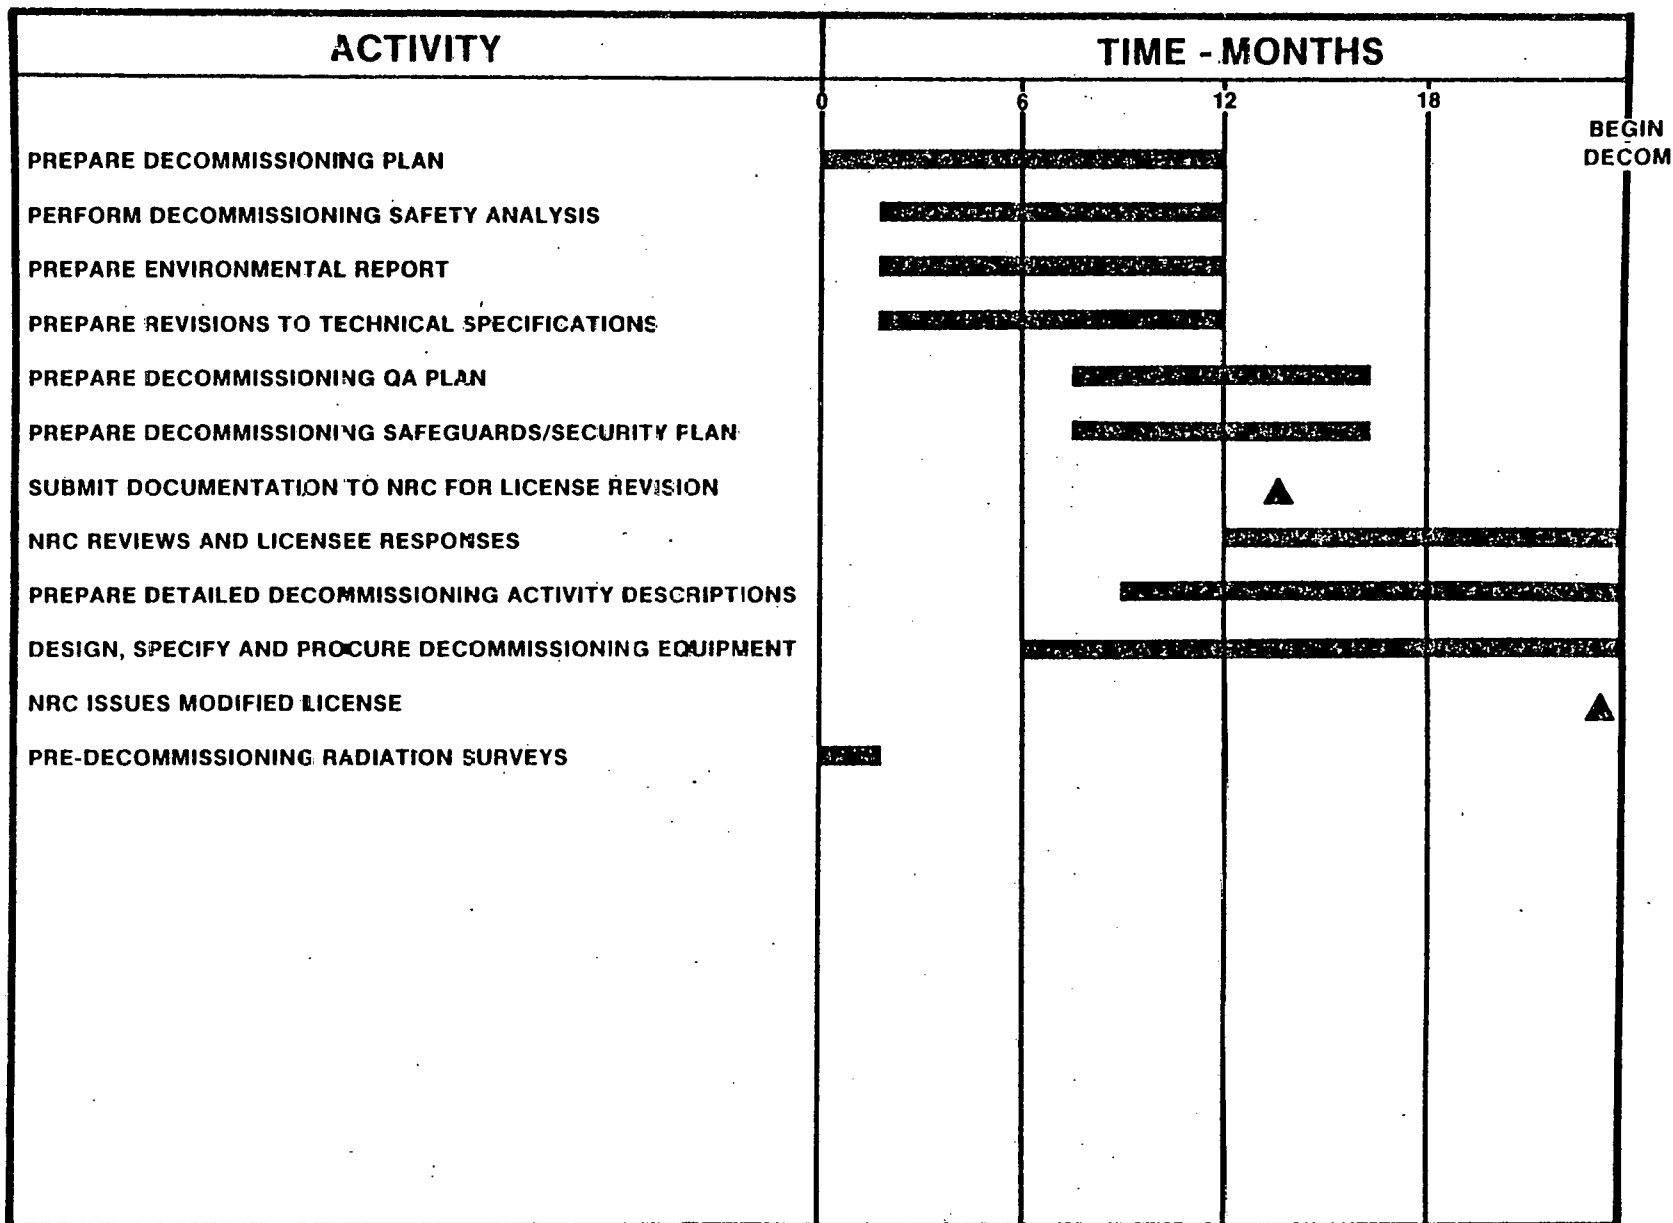 ACTIVITY
TIME - MONTHS
0 6 12 18
BEGIN
DECOM
PREPARE DECOMMISSIONING PLAN
PERFORM DECOMMISSIONING SAFETY ANALYSIS
PREPARE ENVIRONMENTAL REPORT
PREPARE REVISIONS TO TECHNICAL SPECIFICATIONS
PREPARE DECOMMISSIONING QA PLAN
PREPARE DECOMMISSIONING SAFEGUARDS/SECURITY PLAN
SUBMIT DOCUMENTATION TO NRC FOR LICENSE REVISION
NRC REVIEWS AND LICENSEE RESPONSES
PREPARE DETAILED DECOMMISSIONING ACTIVITY DESCRIPTIONS
DESIGN, SPECIFY AND PROCURE DECOMMISSIONING EQUIPMENT
NRC ISSUES MODIFIED LICENSE
PRE-DECOMMISSIONING RADIATION SURVEYS